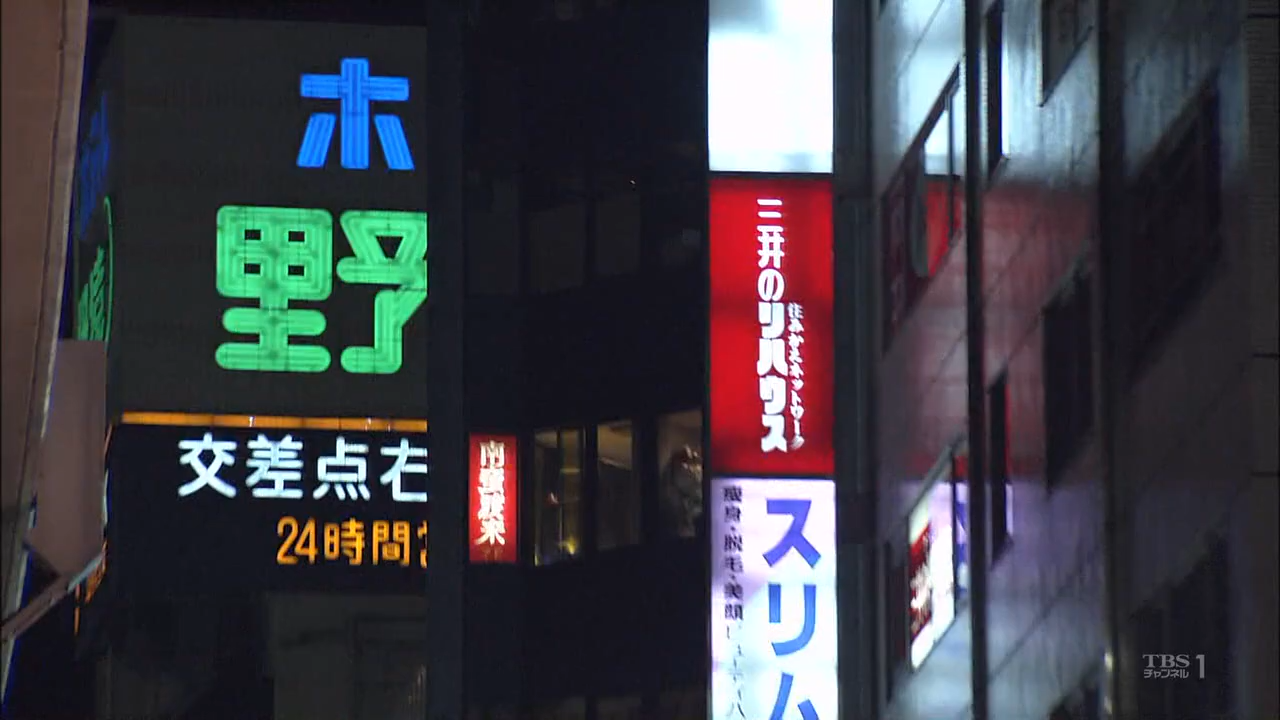 ホ
野
交差点右
24時間
三井のリハウス
住みかえネットワーク
スリム
痩身・脱毛・美顔
TBS1
チャンネル